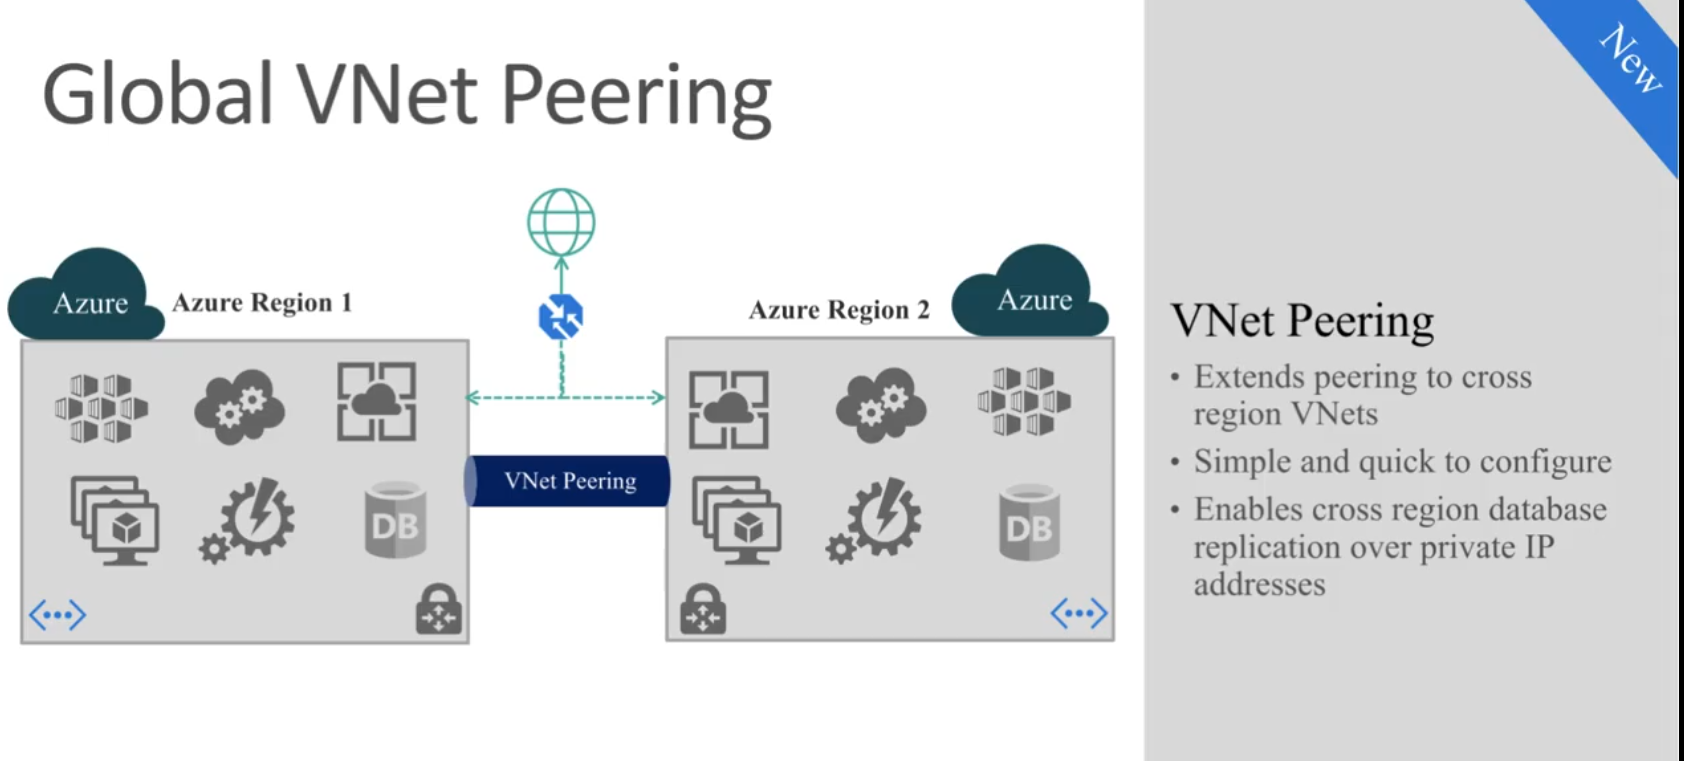 Global VNet Peering
New
Azure
Azure Region 1
Azure Region 2
Azure
VNet Peering
DB
DB
VNet Peering
• Extends peering to cross
region VNets
• Simple and quick to configure
• Enables cross region database
replication over private IP
addresses